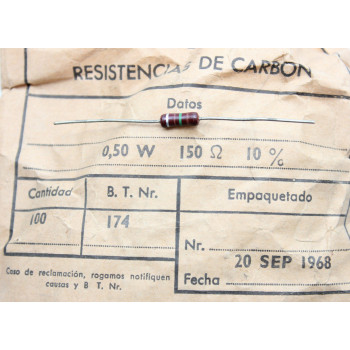 RESISTENCIAS DE CARBON
Datos
0,50 W 150 Ω 10 %
Cantidad B. T. Nr. Empaquetado
100 174
Nr.
20 SEP 1968
Fecha
Caso de reclamación, rogamos notifiquen
causas y B T. Nr.